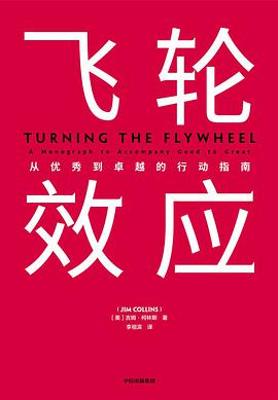 飞轮
TURNING THE FLYWHEEL
A Monograph to Accompany Good to Great
从优秀到卓越的行动指南
效应
(JIM COLLINS)
[美]吉姆·柯林斯 著
李祖滨 译
中信出版集团